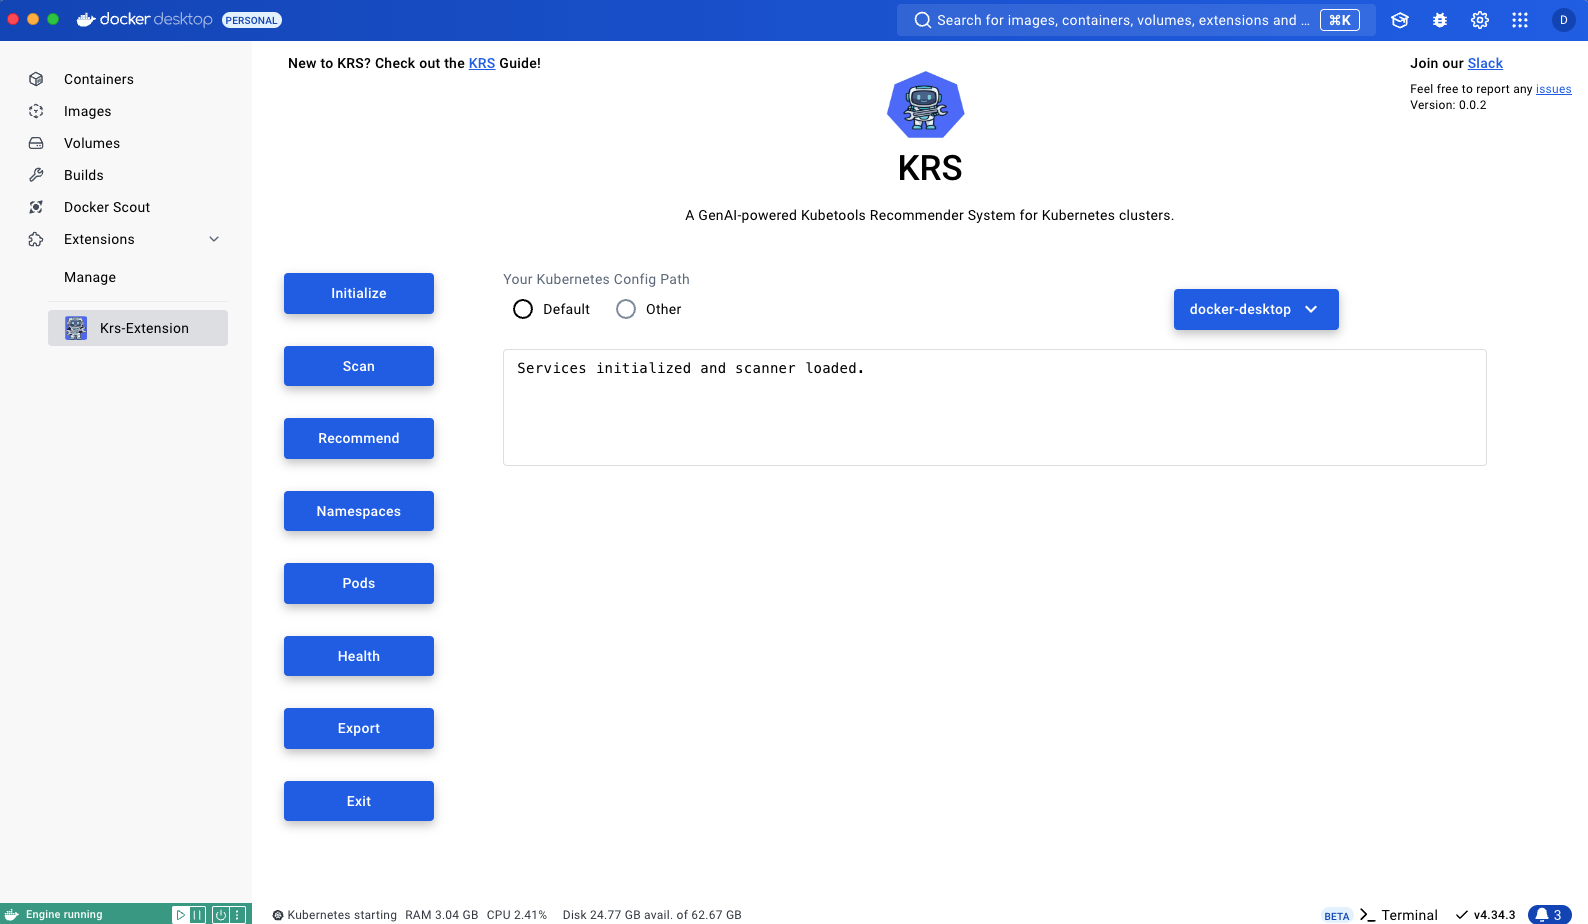 docker desktop PERSONAL
Search for images, containers, volumes, extensions and ... ⌘K
D
Containers
Images
Volumes
Builds
Docker Scout
Extensions
Manage
Krs-Extension
New to KRS? Check out the KRS Guide!
Join our Slack
Feel free to report any issues
Version: 0.0.2
KRS
A GenAI-powered Kubetools Recommender System for Kubernetes clusters.
Initialize
Scan
Recommend
Namespaces
Pods
Health
Export
Exit
Your Kubernetes Config Path
Default Other
docker-desktop
Services initialized and scanner loaded.
Engine running
Kubernetes starting RAM 3.04 GB CPU 2.41% Disk 24.77 GB avail. of 62.67 GB
BETA Terminal v4.34.3 3